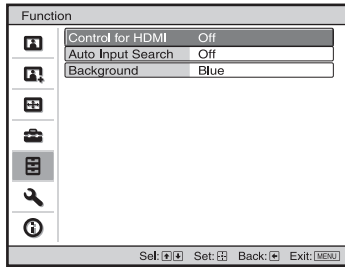 Function
Control for HDMI Off
Auto Input Search Off
Background Blue
Sel: Set: Back: Exit: MENU